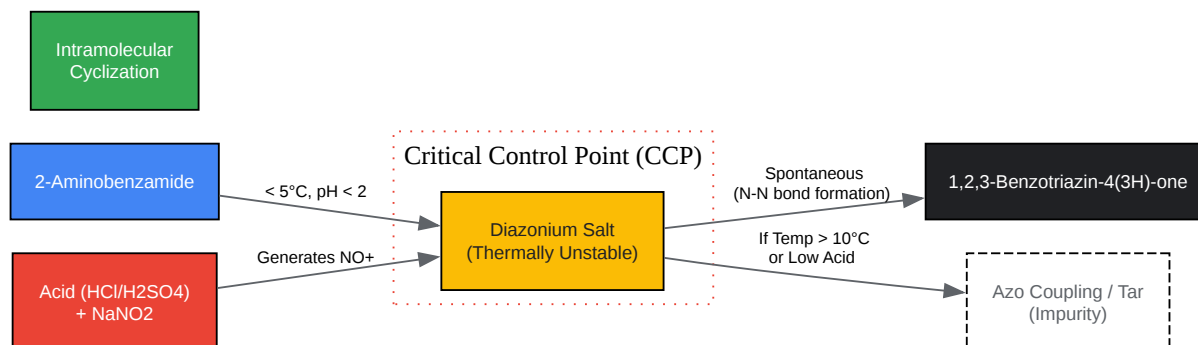 Intramolecular
Cyclization
2-Aminobenzamide
Acid (HCl/H2SO4)
+ NaNO2
< 5°C, pH < 2
Generates NO+
Critical Control Point (CCP)
Diazonium Salt
(Thermally Unstable)
Spontaneous
(N-N bond formation)
If Temp > 10°C
or Low Acid
1,2,3-Benzotriazin-4(3H)-one
Azo Coupling / Tar
(Impurity)